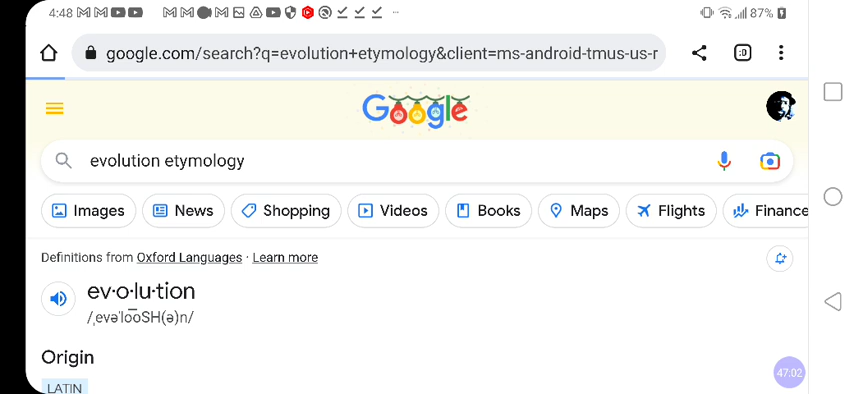 4:48 87%
google.com/search?q=evolution+etymology&client=ms-android-tmus-us-r
:D
Google
evolution etymology
Images News Shopping Videos Books Maps Flights Finance
Definitions from Oxford Languages · Learn more
ev·o·lu·tion
/ˌevəˈlo͞oSH(ə)n/
Origin
47:02
LATIN